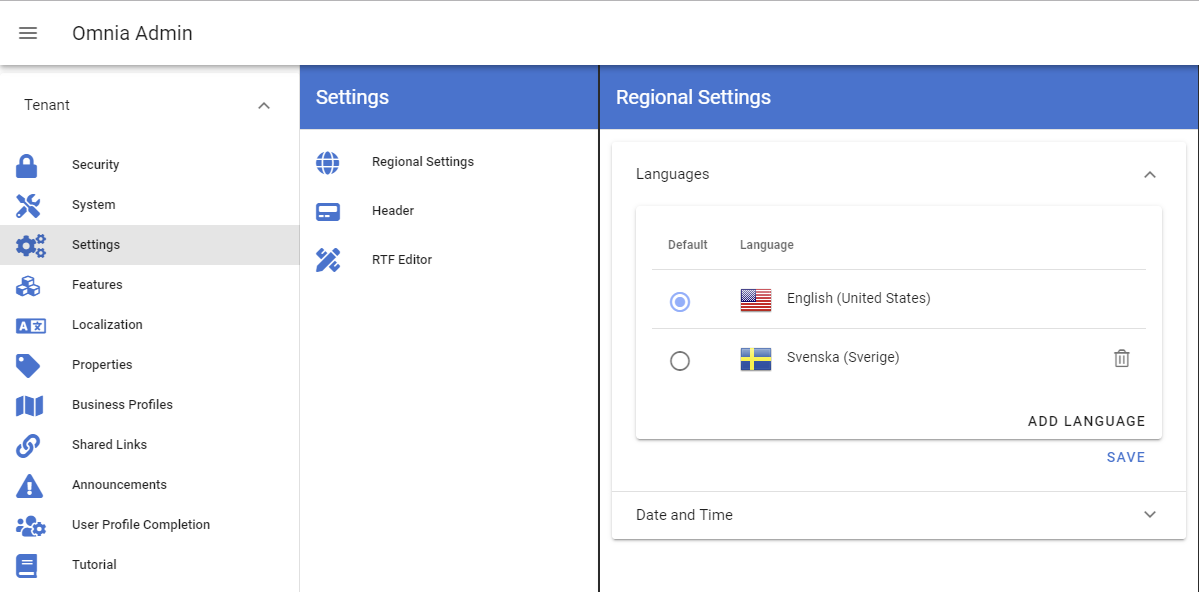 Omnia Admin
Tenant
Security
System
Settings
Features
Localization
Properties
Business Profiles
Shared Links
Announcements
User Profile Completion
Tutorial
Settings
Regional Settings
Header
RTF Editor
Regional Settings
Languages
Default Language
English (United States)
Svenska (Sverige)
ADD LANGUAGE
SAVE
Date and Time